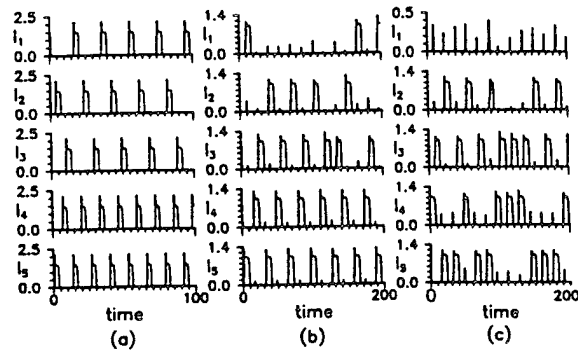 2.5 I1 0.0 1.4 I1 0.0 0.5 I1 0.0
2.5 I2 0.0 1.4 I2 0.0 1.4 I2 0.0
2.5 I3 0.0 1.4 I3 0.0 1.4 I3 0.0
2.5 I4 0.0 1.4 I4 0.0 1.4 I4 0.0
2.5 I5 0.0 1.4 I5 0.0 1.4 I5 0.0
0 100 0 200 0 200
time time time
(a) (b) (c)